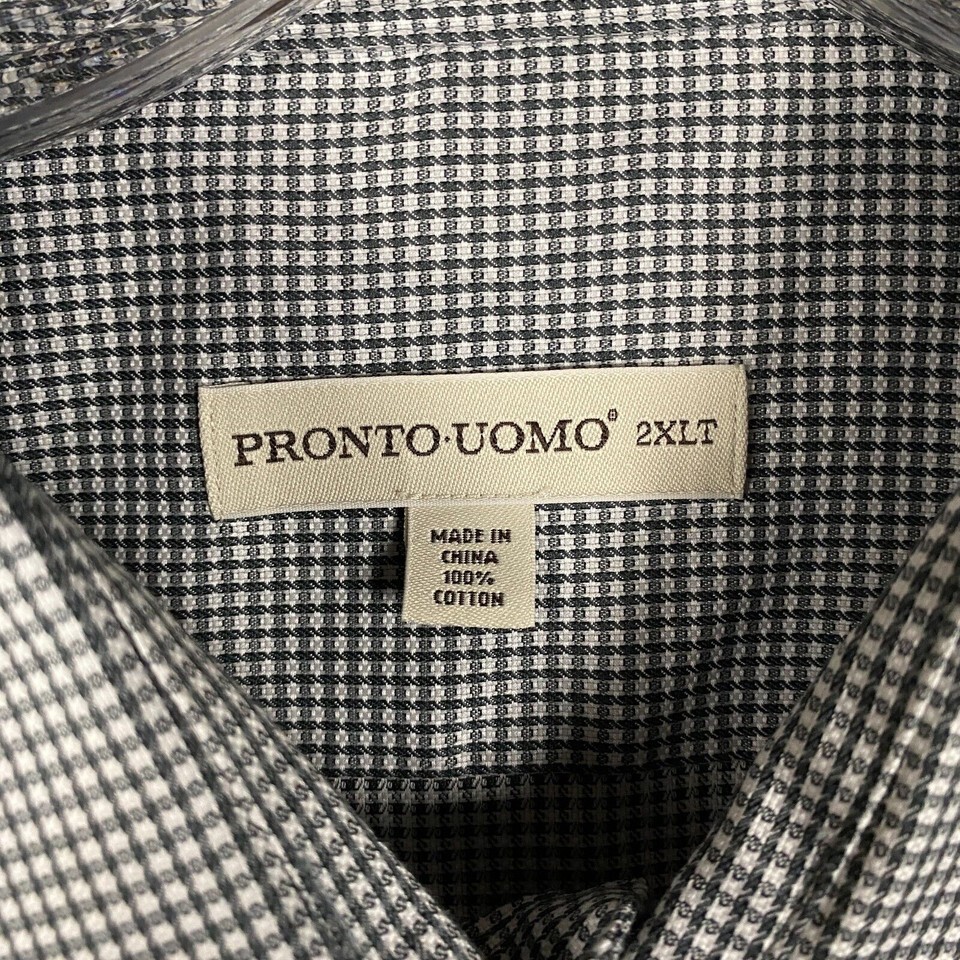 PRONTO·UOMO® 2XLT
MADE IN
CHINA
100%
COTTON